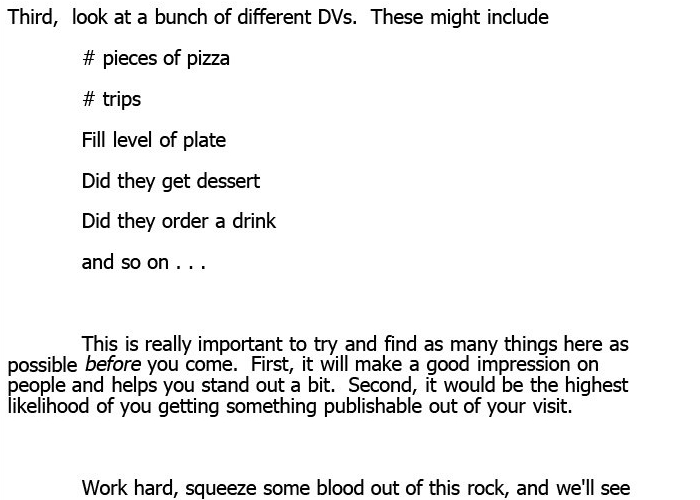 Third, look at a bunch of different DVs. These might include
# pieces of pizza
# trips
Fill level of plate
Did they get dessert
Did they order a drink
and so on . . .
This is really important to try and find as many things here as
possible before you come. First, it will make a good impression on
people and helps you stand out a bit. Second, it would be the highest
likelihood of you getting something publishable out of your visit.
Work hard, squeeze some blood out of this rock, and we'll see